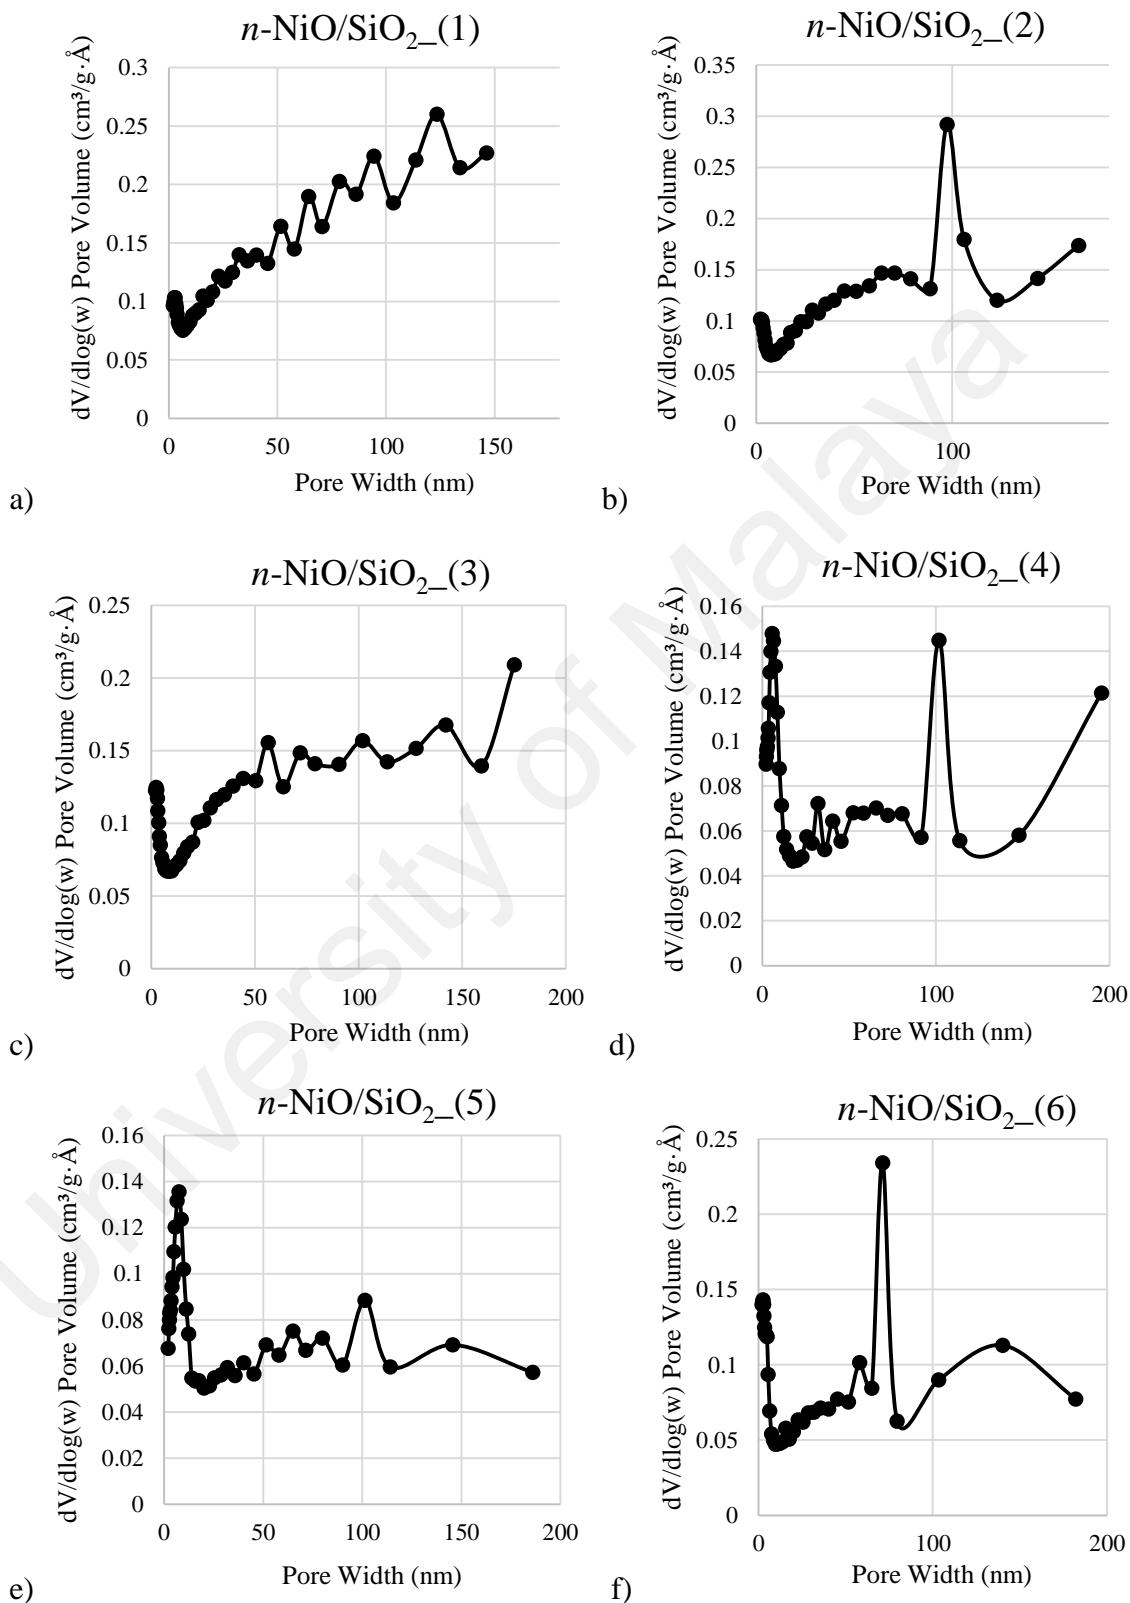 n-NiO/SiO₂_(1)
dV/dlog(w) Pore Volume (cm³/g·Å)
0.3
0.25
0.2
0.15
0.1
0.05
0
0 50 100 150
Pore Width (nm)
a)
n-NiO/SiO₂_(2)
dV/dlog(w) Pore Volume (cm³/g·Å)
0.35
0.3
0.25
0.2
0.15
0.1
0.05
0
0 100
Pore Width (nm)
b)
n-NiO/SiO₂_(3)
dV/dlog(w) Pore Volume (cm³/g·Å)
0.25
0.2
0.15
0.1
0.05
0
0 50 100 150 200
Pore Width (nm)
c)
n-NiO/SiO₂_(4)
dV/dlog(w) Pore Volume (cm³/g·Å)
0.16
0.14
0.12
0.1
0.08
0.06
0.04
0.02
0
0 100 200
Pore Width (nm)
d)
n-NiO/SiO₂_(5)
dV/dlog(w) Pore Volume (cm³/g·Å)
0.16
0.14
0.12
0.1
0.08
0.06
0.04
0.02
0
0 50 100 150 200
Pore Width (nm)
e)
n-NiO/SiO₂_(6)
dV/dlog(w) Pore Volume (cm³/g·Å)
0.25
0.2
0.15
0.1
0.05
0
0 100 200
Pore Width (nm)
f)
University of Malaya